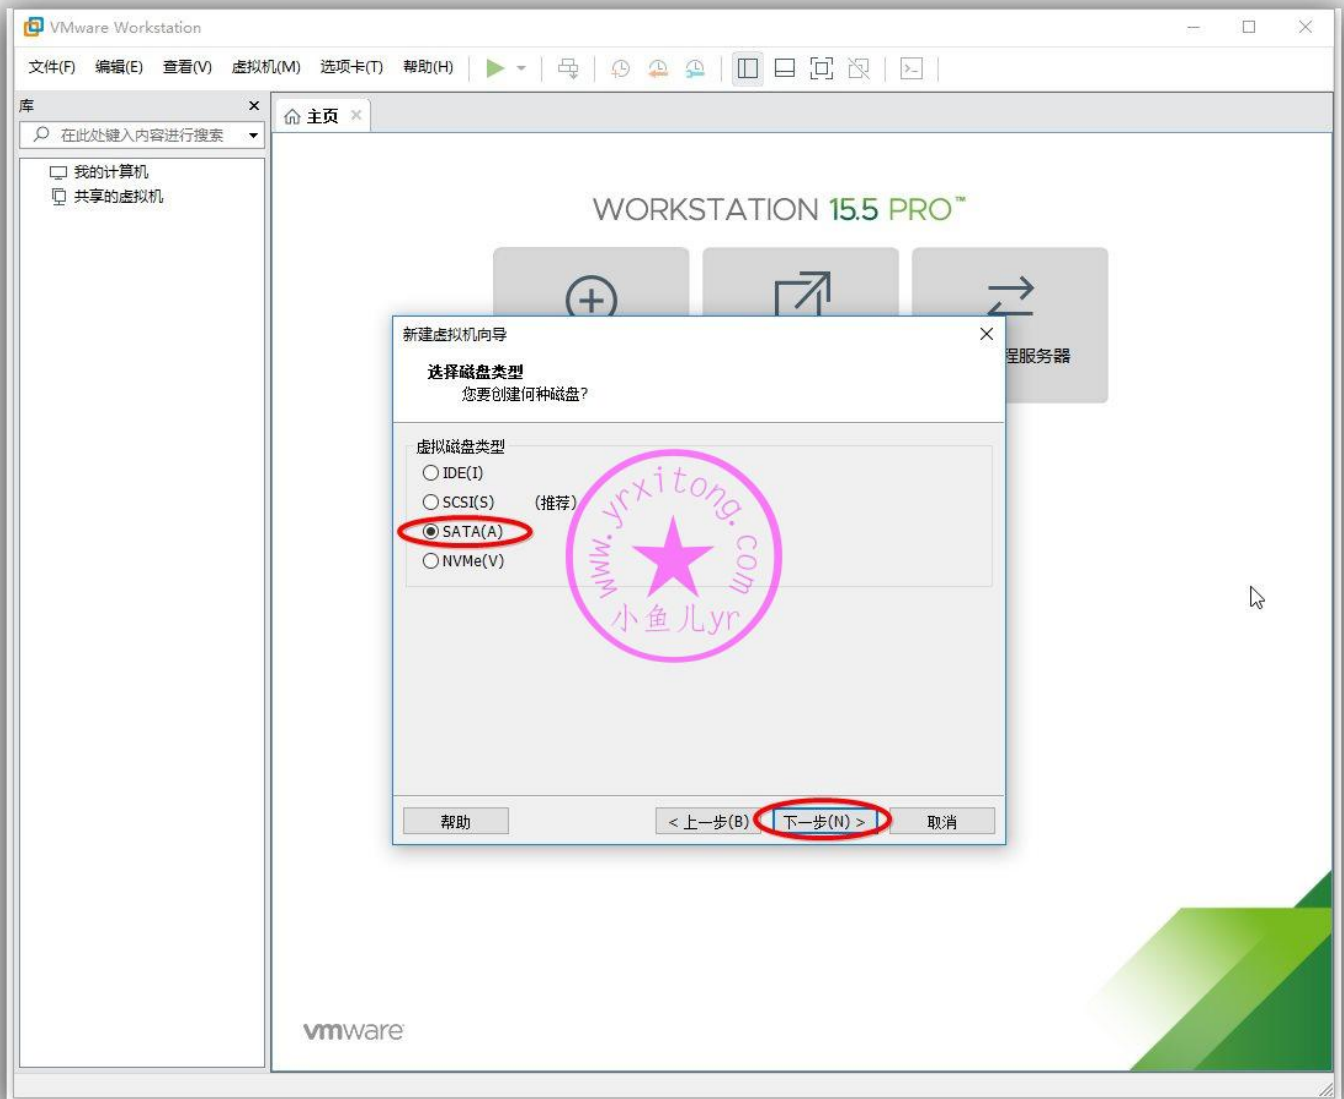 VMware Workstation
文件(F) 编辑(E) 查看(V) 虚拟机(M) 选项卡(T) 帮助(H)
库
主页
在此处键入内容进行搜索
我的计算机
共享的虚拟机
WORKSTATION 15.5 PRO™
程服务器
新建虚拟机向导
选择磁盘类型
您要创建何种磁盘?
虚拟磁盘类型
IDE(I)
SCSI(S) (推荐)
SATA(A)
NVMe(V)
www.yrxitong.com
小鱼儿yr
帮助 < 上一步(B) 下一步(N) > 取消
vmware